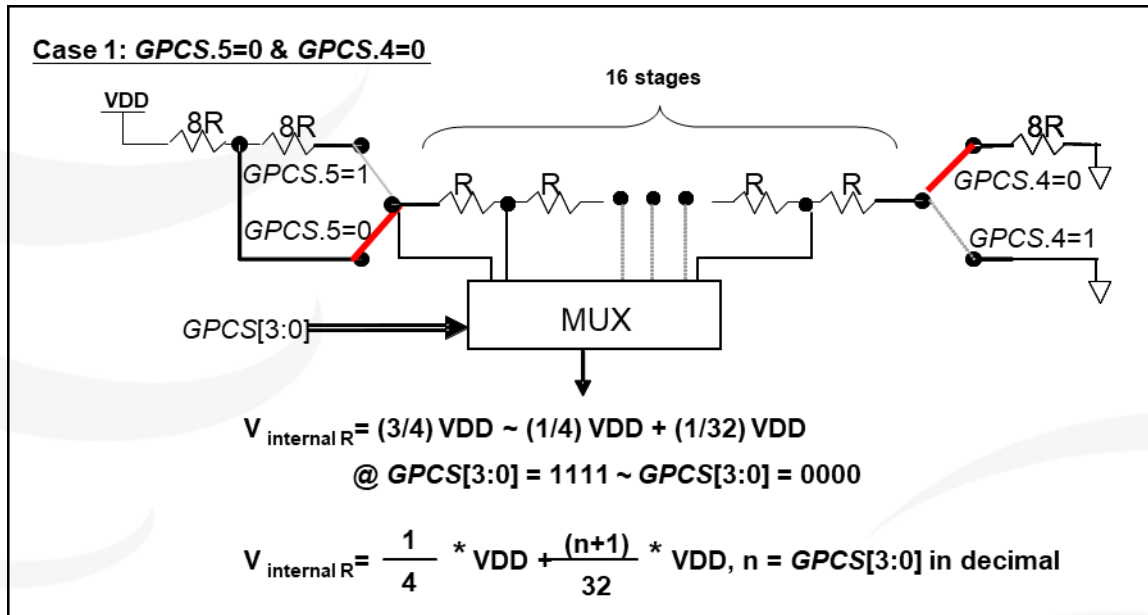 Case 1: GPCS.5=0 & GPCS.4=0
16 stages
VDD
8R
8R
8R
GPCS.5=1
R
R
R
R
GPCS.4=0
GPCS.5=0
GPCS.4=1
MUX
GPCS[3:0]
V internal R= (3/4) VDD ~ (1/4) VDD + (1/32) VDD
@ GPCS[3:0] = 1111 ~ GPCS[3:0] = 0000
V internal R= 1/4 * VDD + (n+1)/32 * VDD, n = GPCS[3:0] in decimal